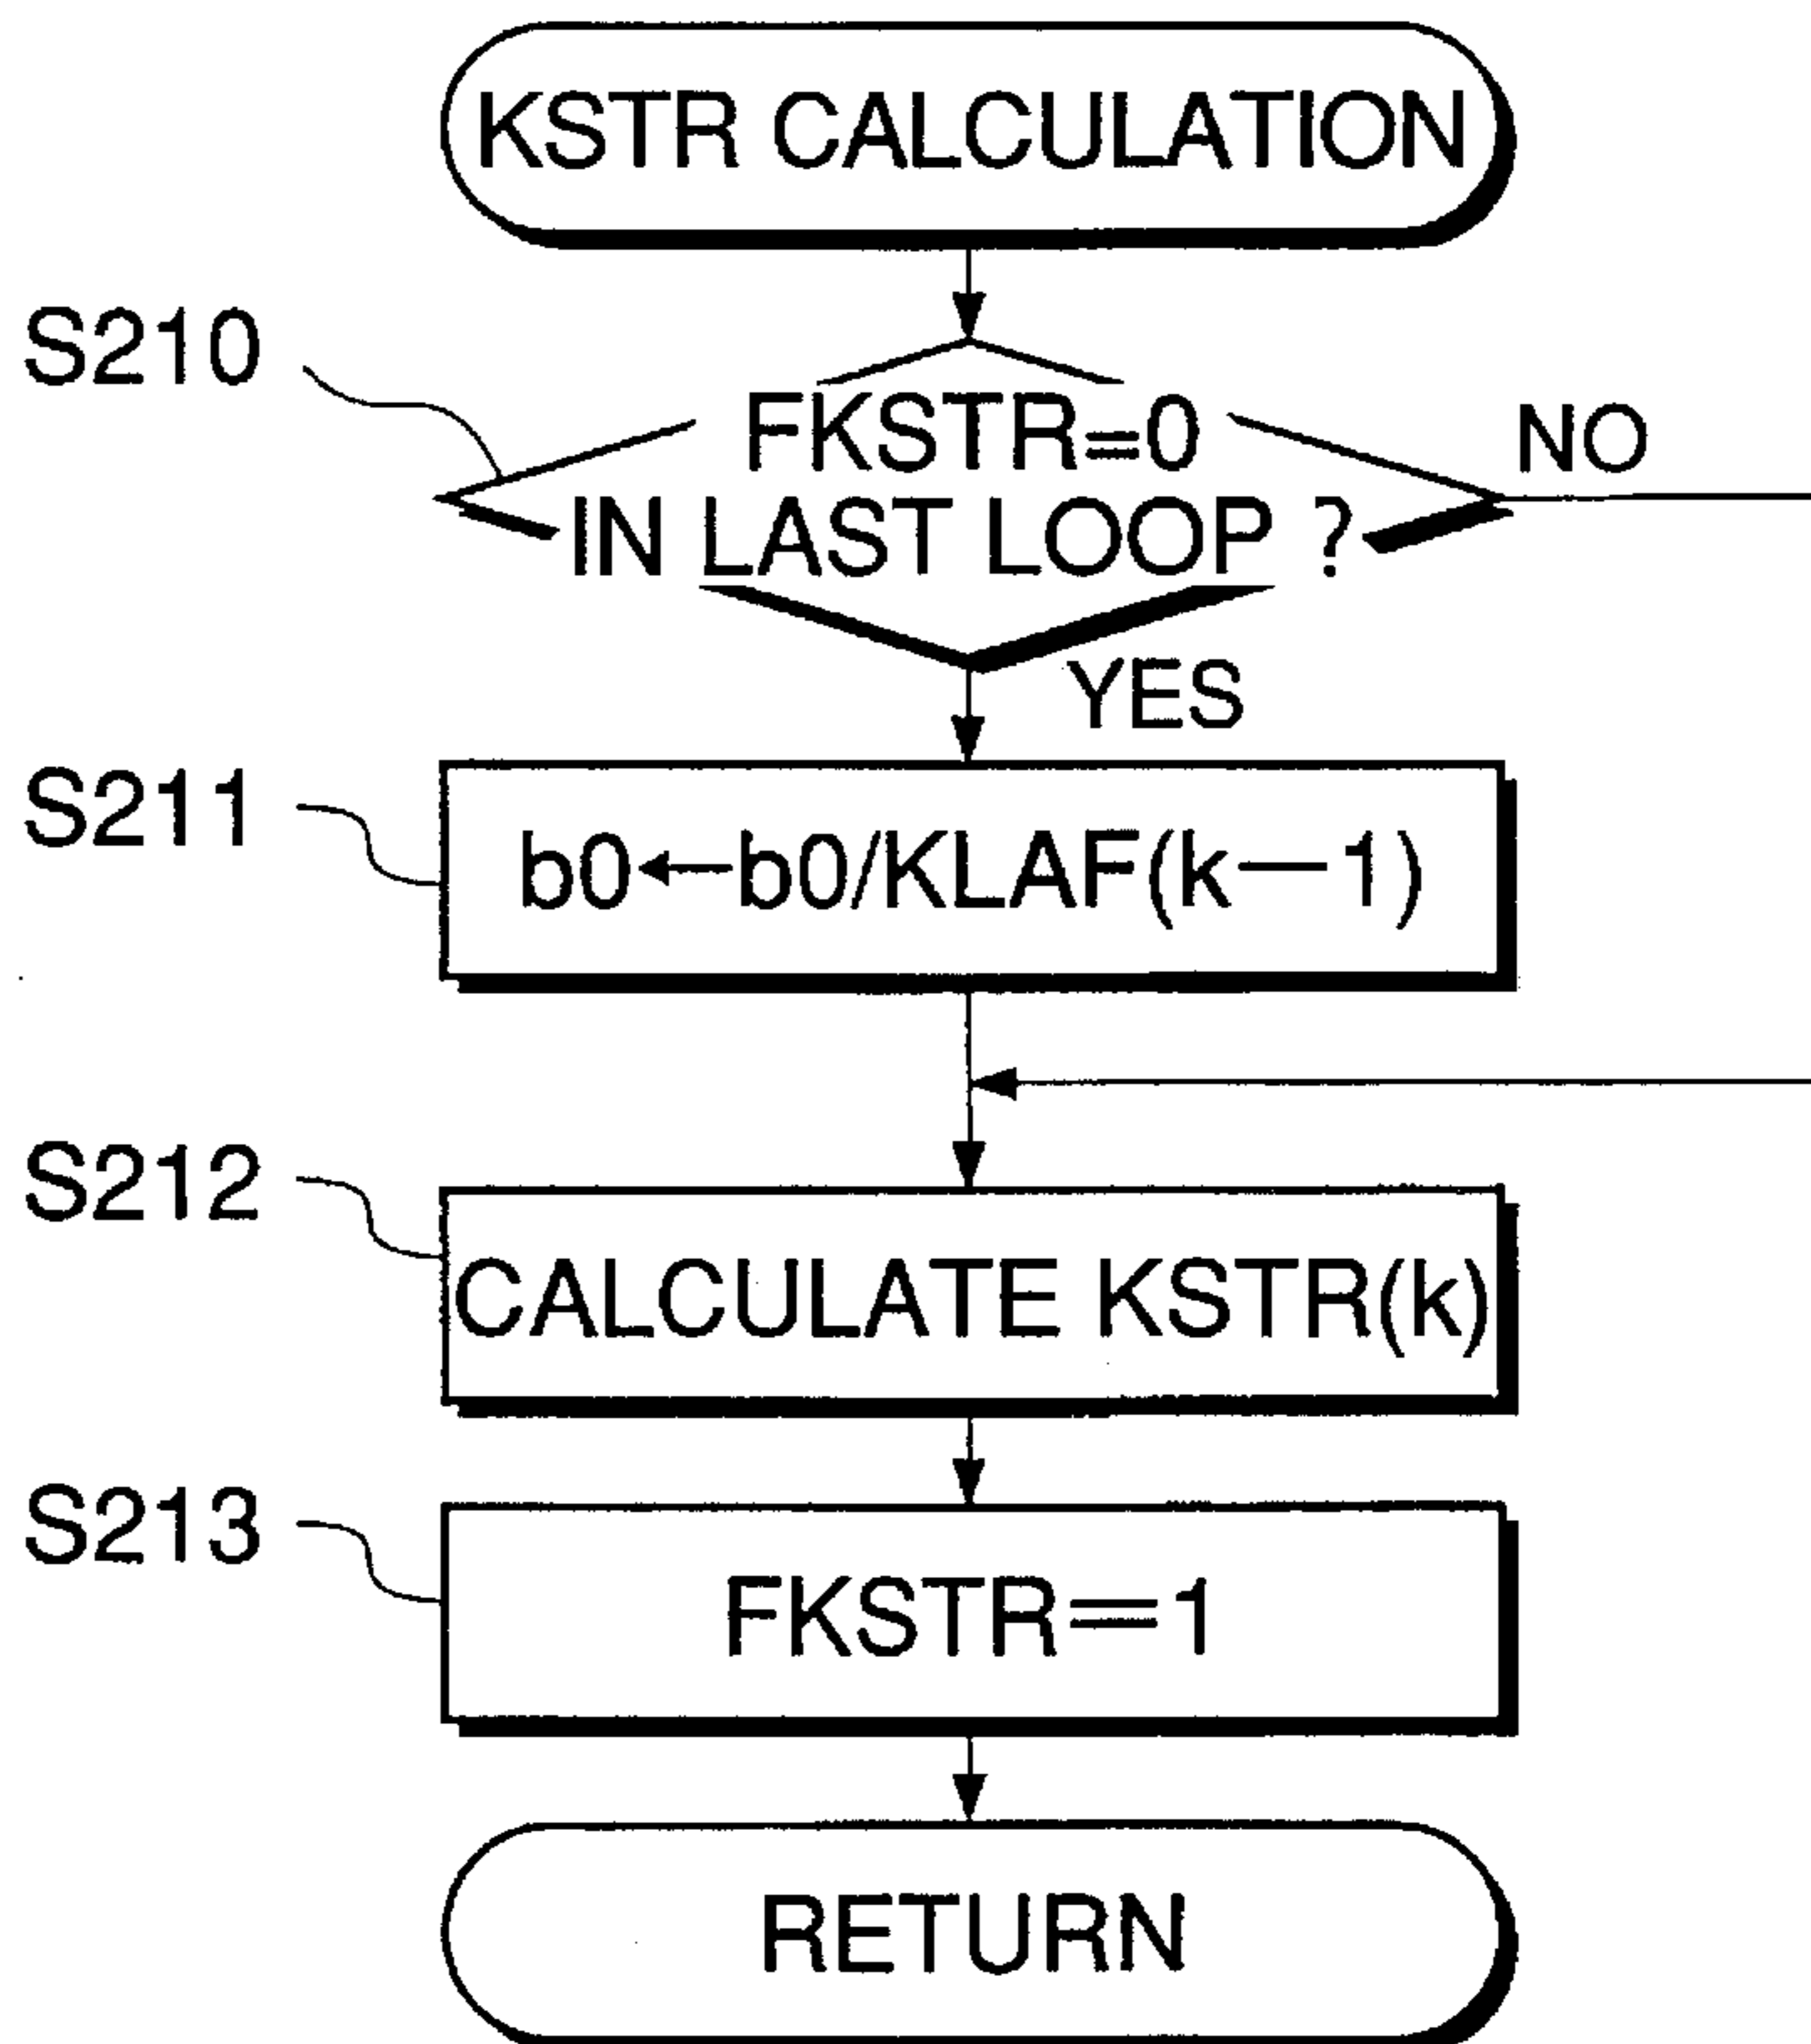 KSTR CALCULATION
S210
FKSTR=0
IN LAST LOOP ?
NO
YES
S211
b0←b0/KLAF(k−1)
S212
CALCULATE KSTR(k)
S213
FKSTR=1
RETURN